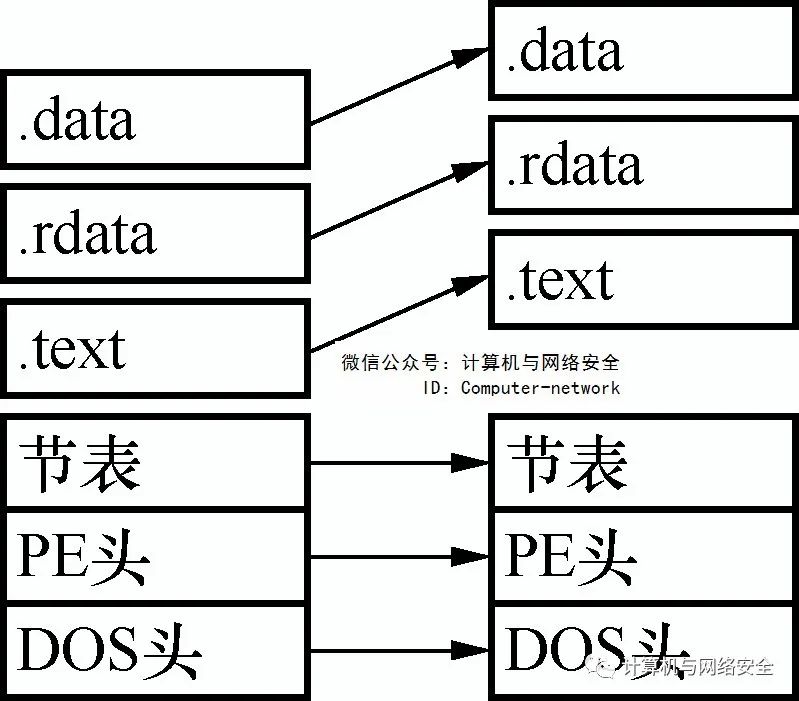 .data
.rdata
.text
节表
PE头
DOS头
.data
.rdata
.text
微信公众号：计算机与网络安全
ID：Computer-network
节表
PE头
DOS头
计算机与网络安全